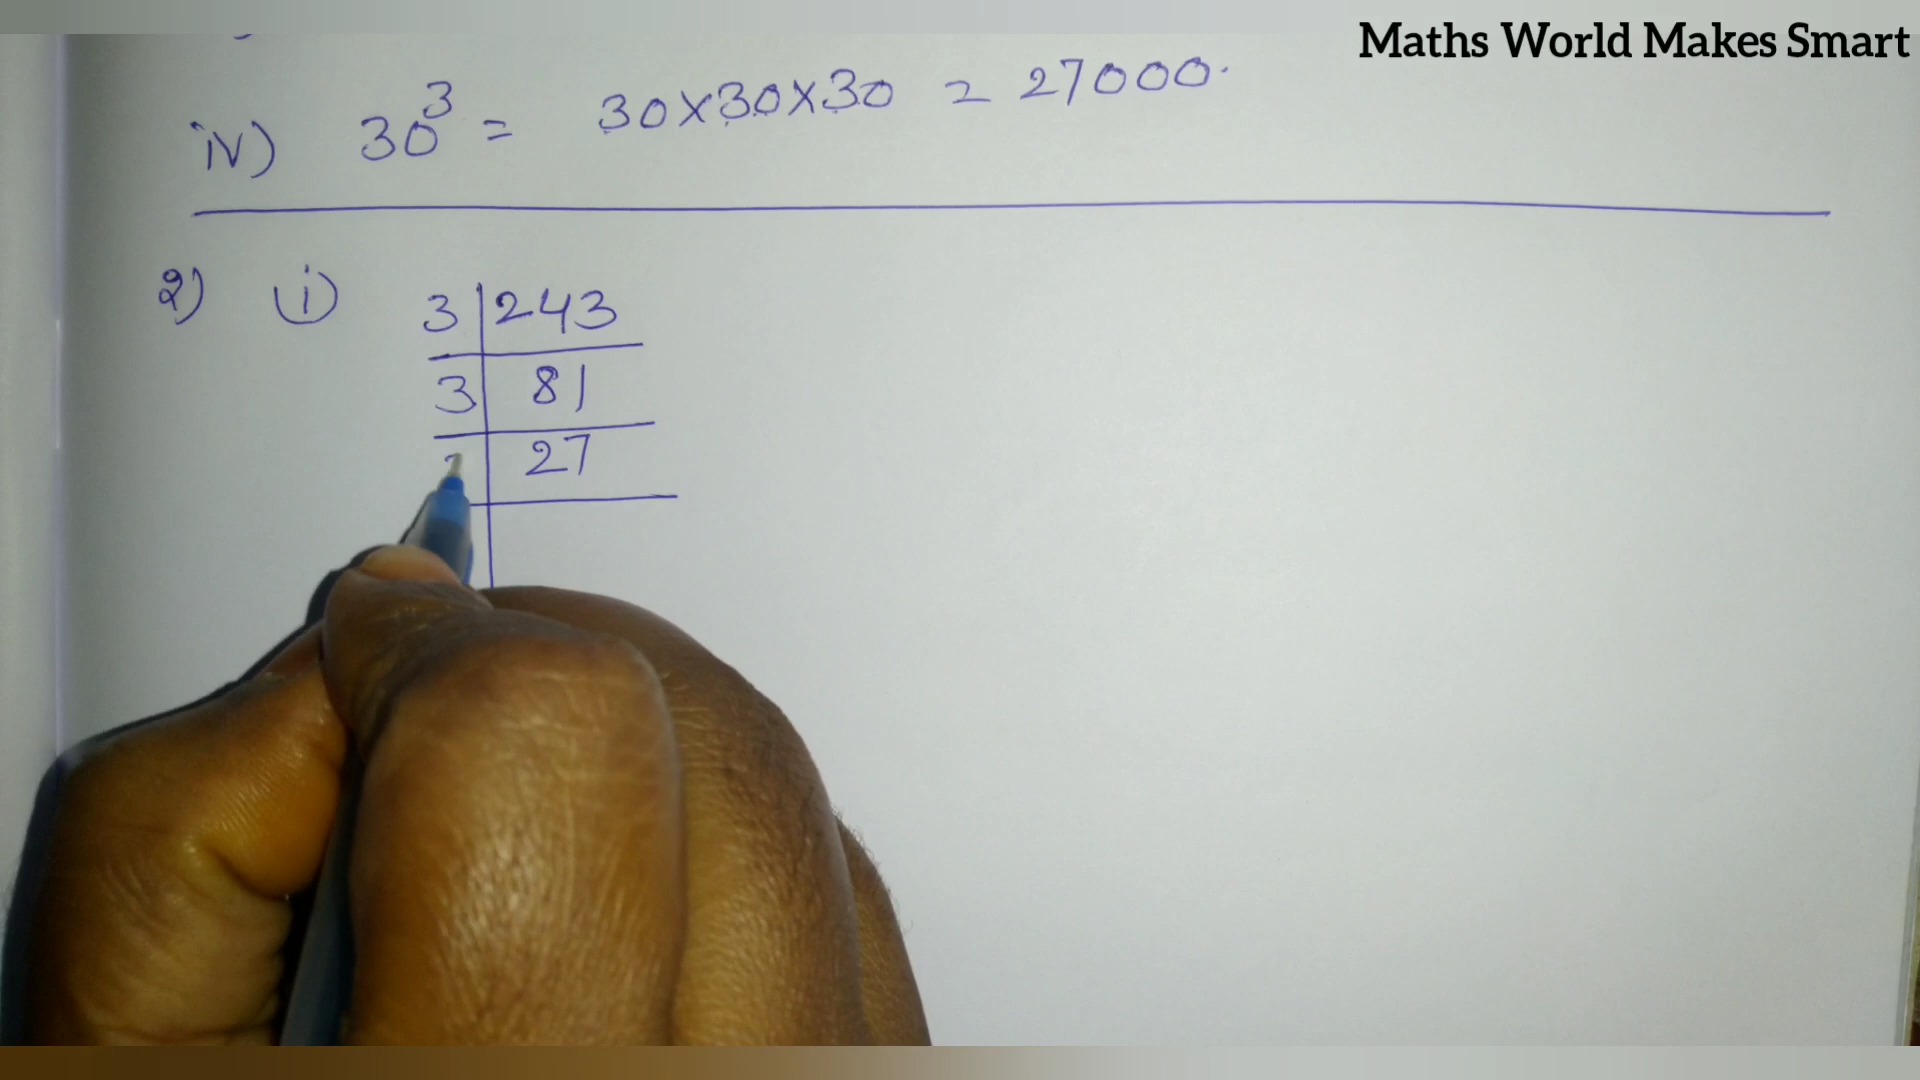 Maths World Makes Smart
iv) 30³ = 30×30×30 = 27000.
2) (i) 3 | 243
3 | 81
| 27